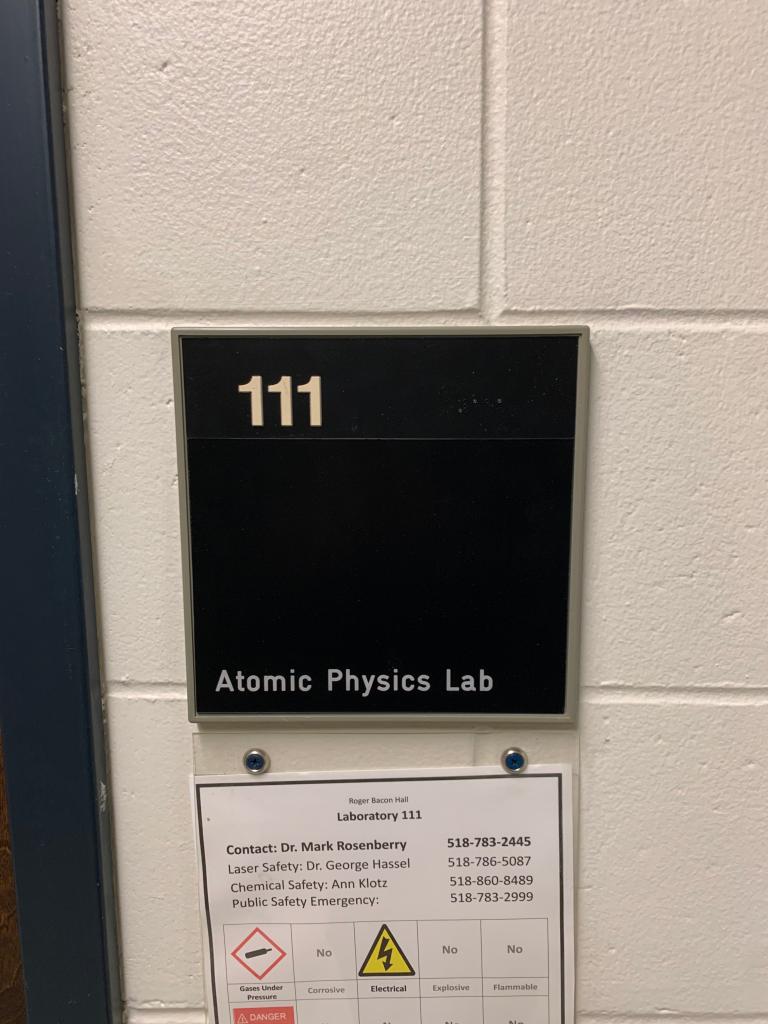 111
Atomic Physics Lab
Roger Bacon Hall
Laboratory 111
Contact: Dr. Mark Rosenberry 518-783-2445
Laser Safety: Dr. George Hassel 518-786-5087
Chemical Safety: Ann Klotz 518-860-8489
Public Safety Emergency: 518-783-2999
No No No
Gases Under Pressure Corrosive Electrical Explosive Flammable
DANGER